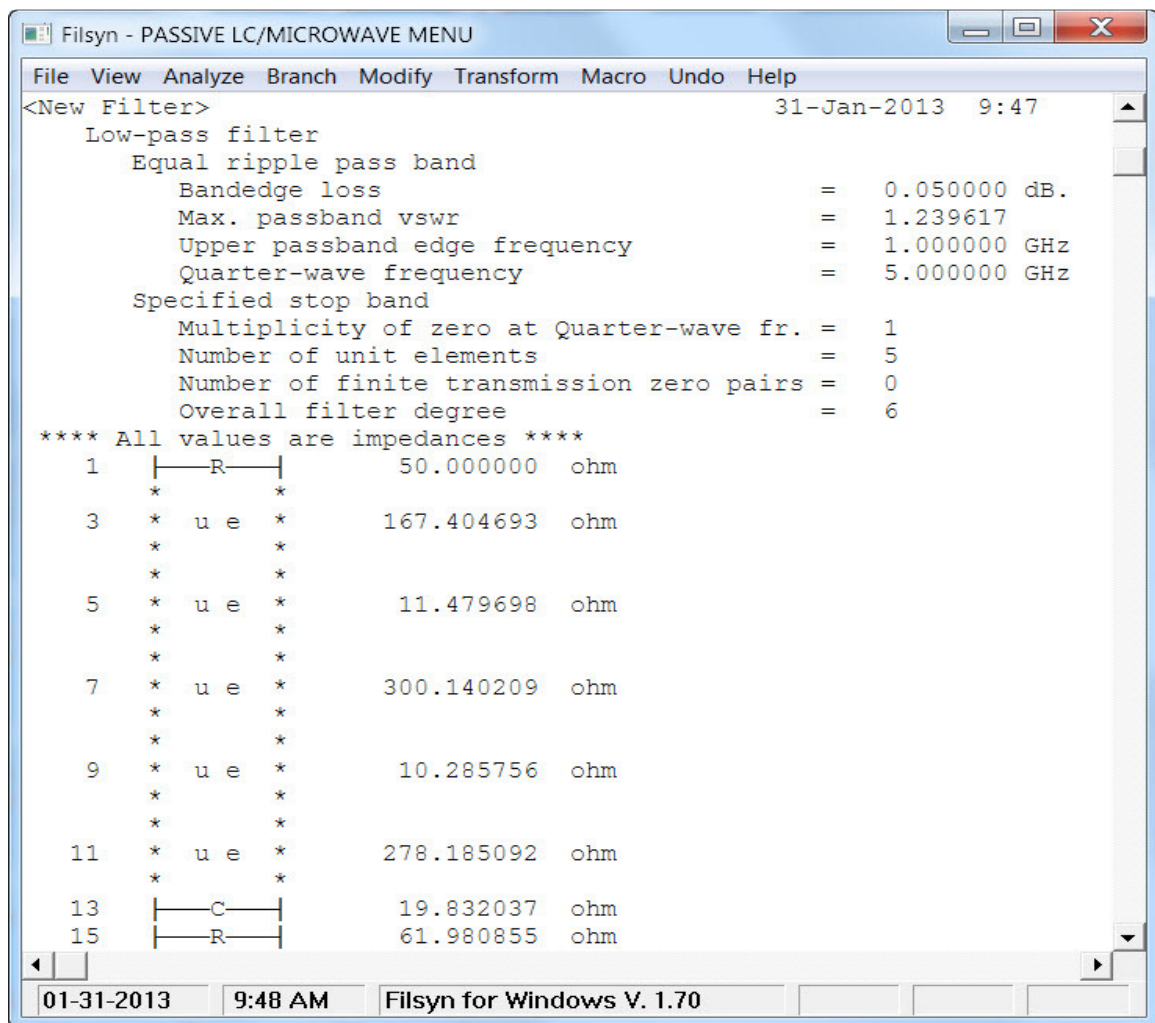 Filsyn - PASSIVE LC/MICROWAVE MENU
File View Analyze Branch Modify Transform Macro Undo Help
<New Filter> 31-Jan-2013 9:47
Low-pass filter
Equal ripple pass band
Bandedge loss = 0.050000 dB.
Max. passband vswr = 1.239617
Upper passband edge frequency = 1.000000 GHz
Quarter-wave frequency = 5.000000 GHz
Specified stop band
Multiplicity of zero at Quarter-wave fr. = 1
Number of unit elements = 5
Number of finite transmission zero pairs = 0
Overall filter degree = 6
**** All values are impedances ****
1 ├──R──┤ 50.000000 ohm
* *
3 * u e * 167.404693 ohm
* *
* *
5 * u e * 11.479698 ohm
* *
* *
7 * u e * 300.140209 ohm
* *
* *
9 * u e * 10.285756 ohm
* *
* *
11 * u e * 278.185092 ohm
* *
13 ├──C──┤ 19.832037 ohm
15 ├──R──┤ 61.980855 ohm
01-31-2013 9:48 AM Filsyn for Windows V. 1.70